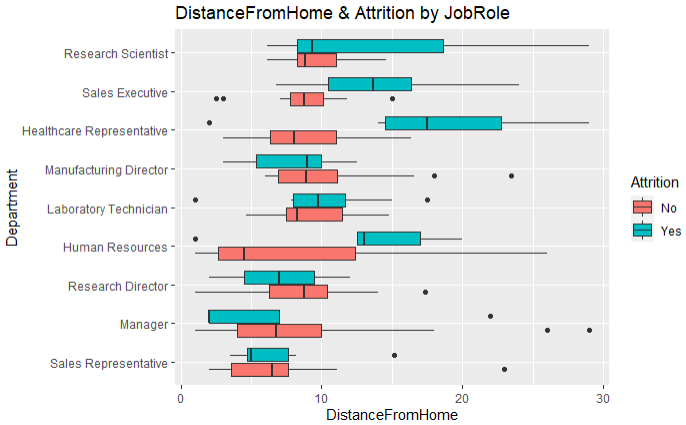 DistanceFromHome & Attrition by JobRole
Department
Research Scientist
Sales Executive
Healthcare Representative
Manufacturing Director
Laboratory Technician
Human Resources
Research Director
Manager
Sales Representative
0 10 20 30
DistanceFromHome
Attrition
No
Yes